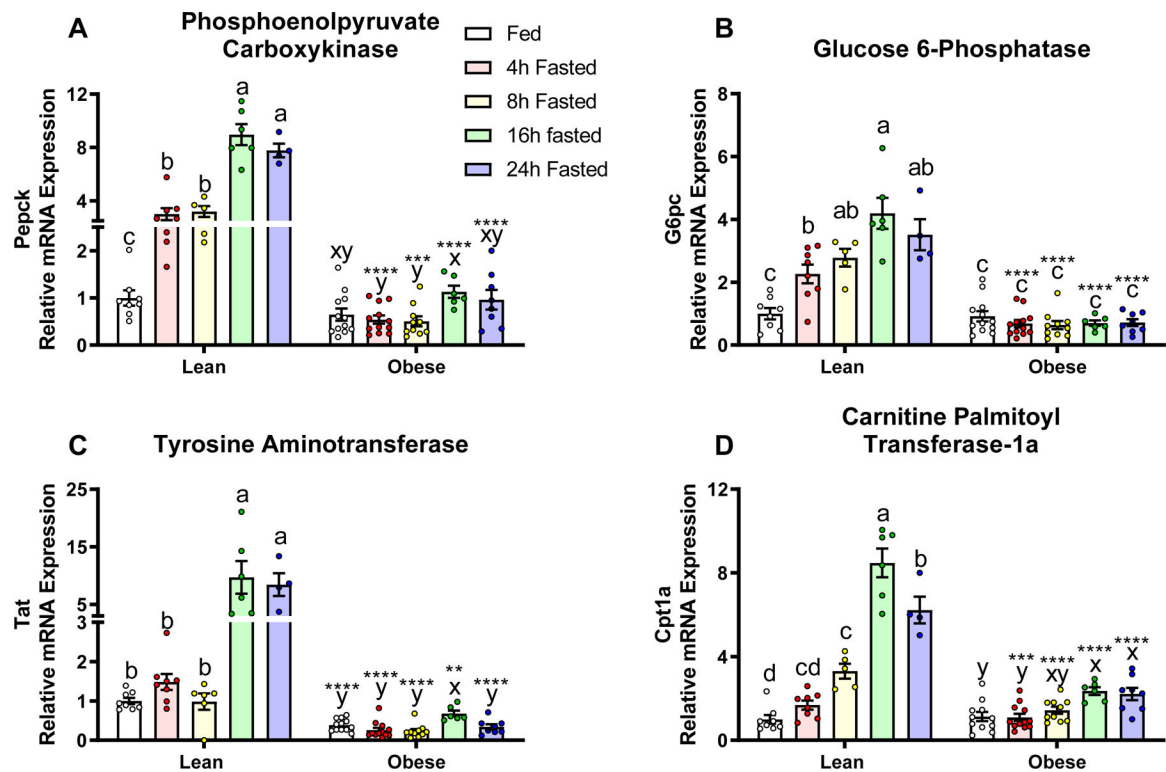 A
Phosphoenolpyruvate
Carboxykinase
Fed
4h Fasted
8h Fasted
16h fasted
24h Fasted
Pepck
Relative mRNA Expression
12
8
4
2
1
0
c
b
b
a
a
xy
****
y
***
y
****
x
****
xy
Lean
Obese
B
Glucose 6-Phosphatase
G6pc
Relative mRNA Expression
8
6
4
2
0
c
b
ab
a
ab
c
****
c
****
c
****
c
****
c
Lean
Obese
C
Tyrosine Aminotransferase
Tat
Relative mRNA Expression
25
15
5
3
2
1
0
b
b
b
a
a
****
y
****
y
****
y
**
x
****
y
Lean
Obese
D
Carnitine Palmitoyl
Transferase-1a
Cpt1a
Relative mRNA Expression
12
8
4
0
d
cd
c
a
b
y
***
y
****
xy
****
x
****
x
Lean
Obese